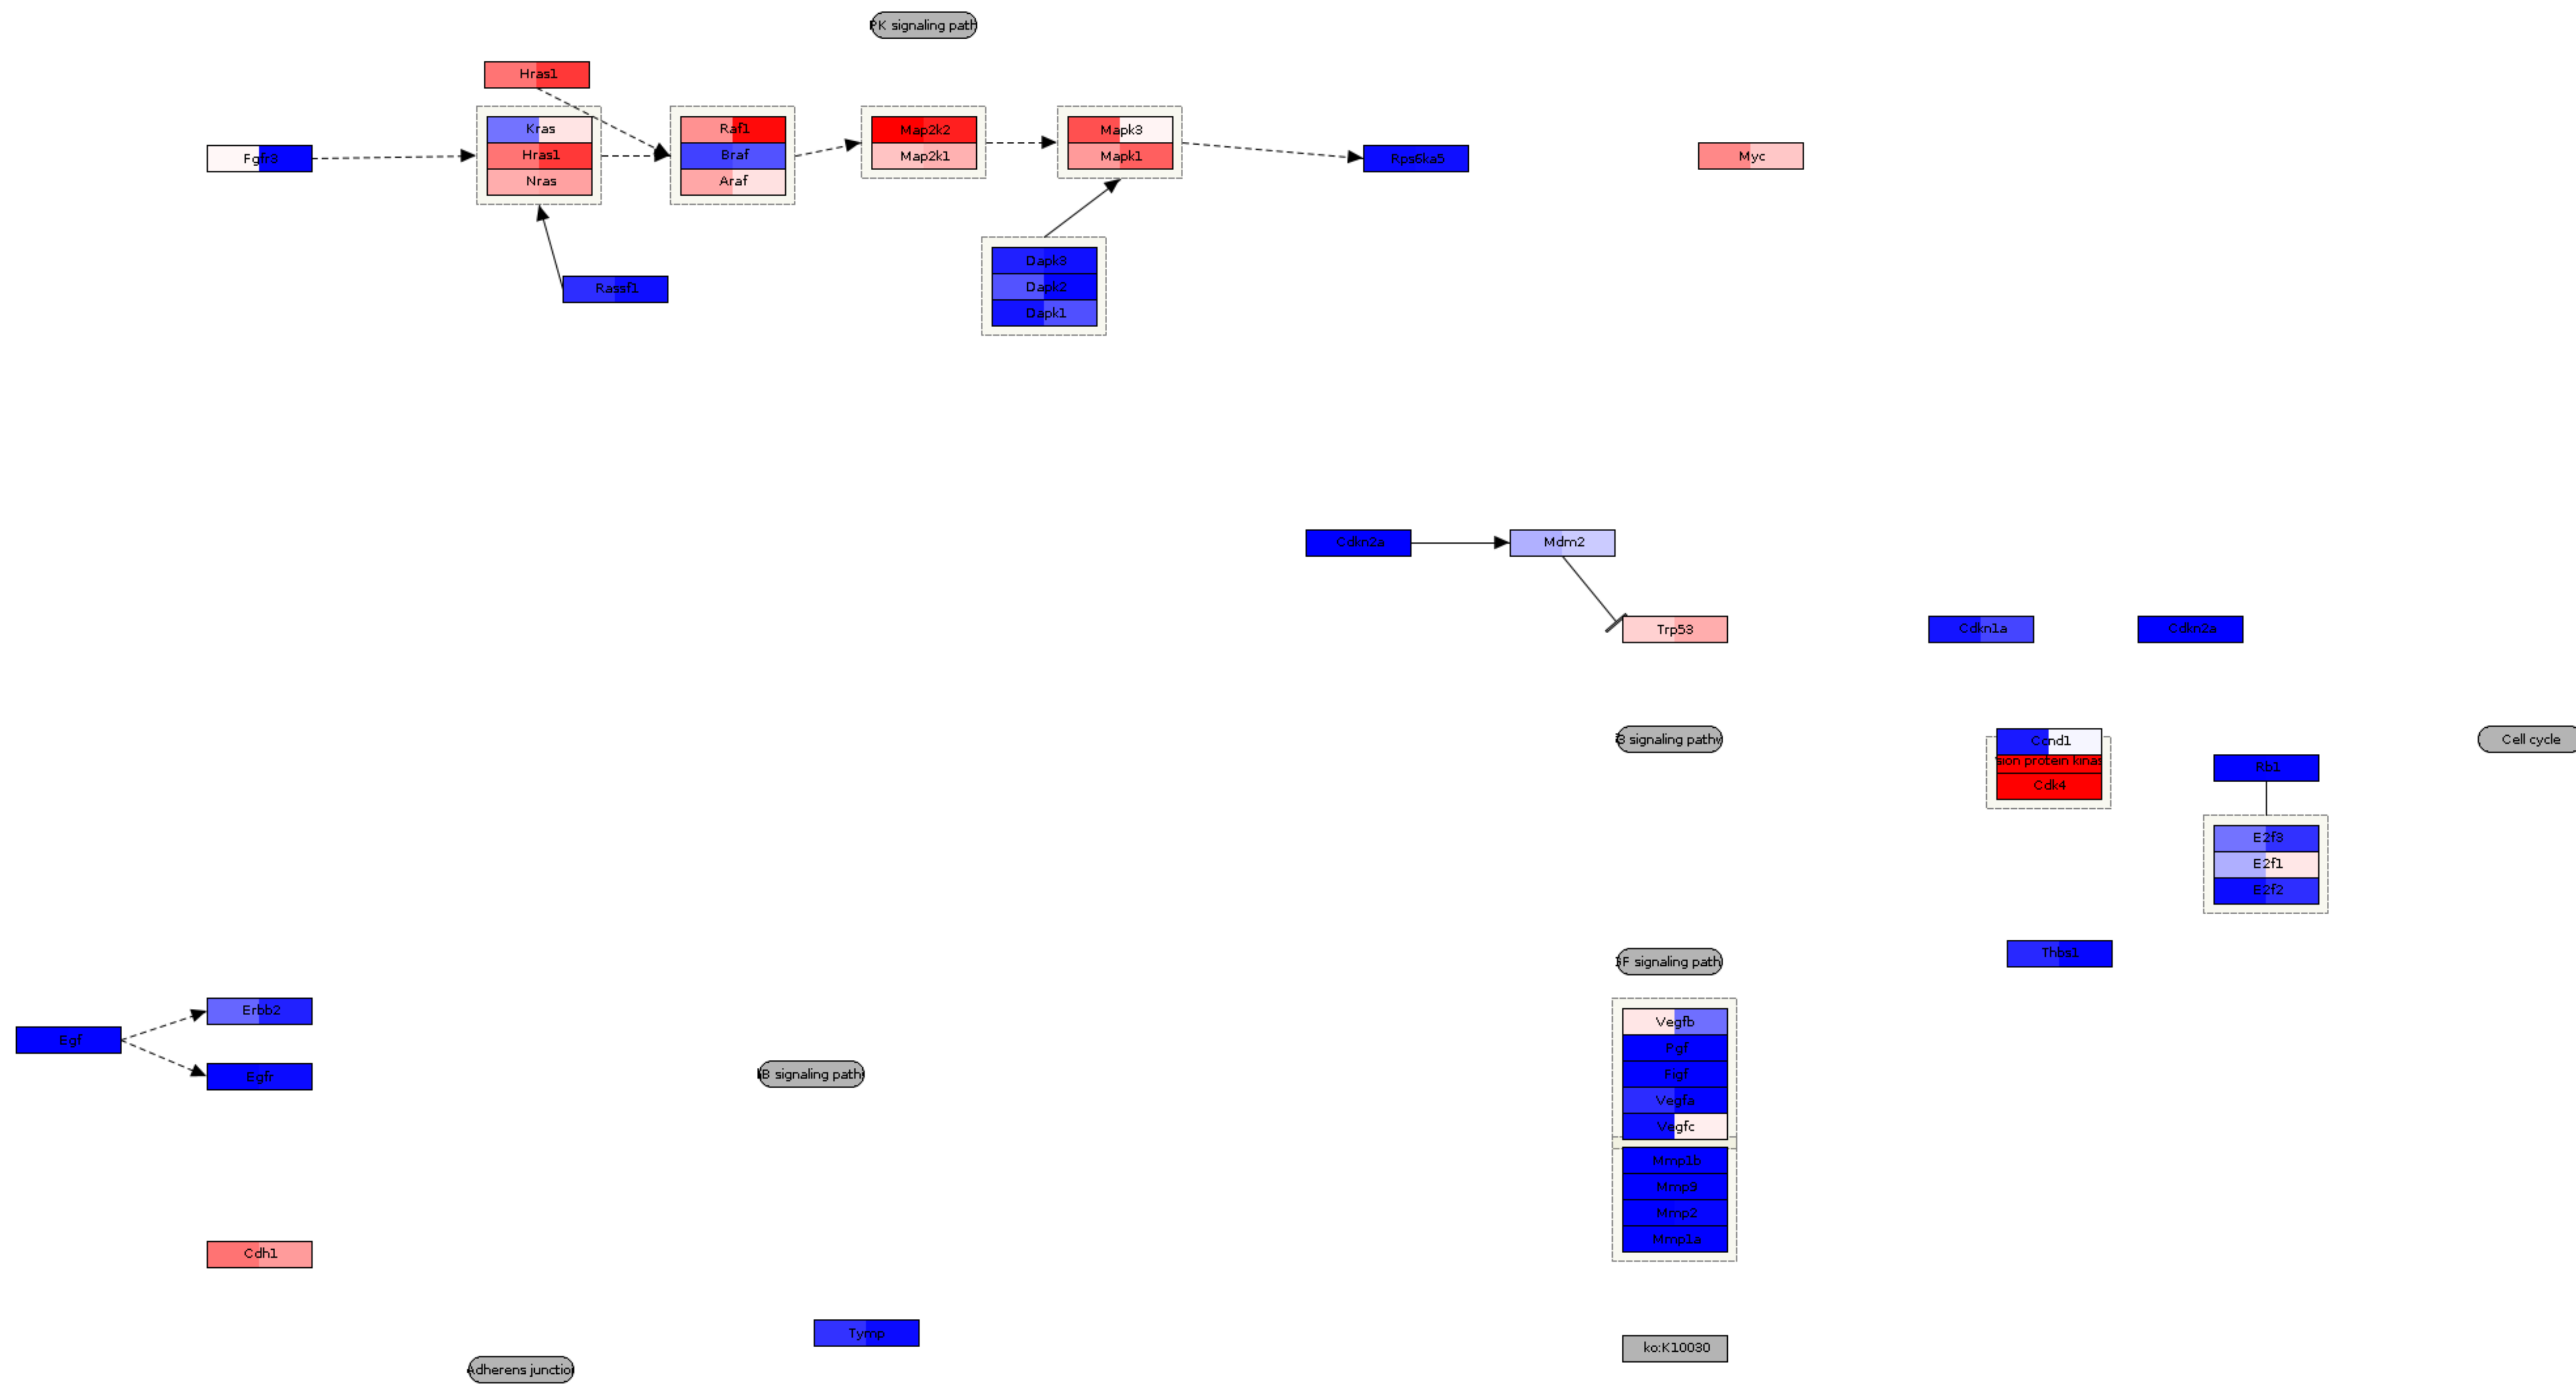 PK signaling path
Hras1
Kras
Hras1
Nras
Raf1
Braf
Araf
Map2k2
Map2k1
Mapk3
Mapk1
Fgfr3
Rps6ka5
Myc
Rassf1
Dapk3
Dapk2
Dapk1
Cdkn2a
Mdm2
Trp53
Cdkn1a
Cdkn2a
signaling pathw
Ccnd1
sion protein kinas
Cdk4
Rb1
Cell cycle
E2f3
E2f1
E2f2
Thbs1
signaling path
Erbb2
Egf
Egfr
B signaling path
Vegfb
Pgf
Figf
Vegfa
Vegfc
Mmp1b
Mmp9
Mmp2
Mmp1a
Cdh1
Tymp
ko:K10030
Adherens junctio